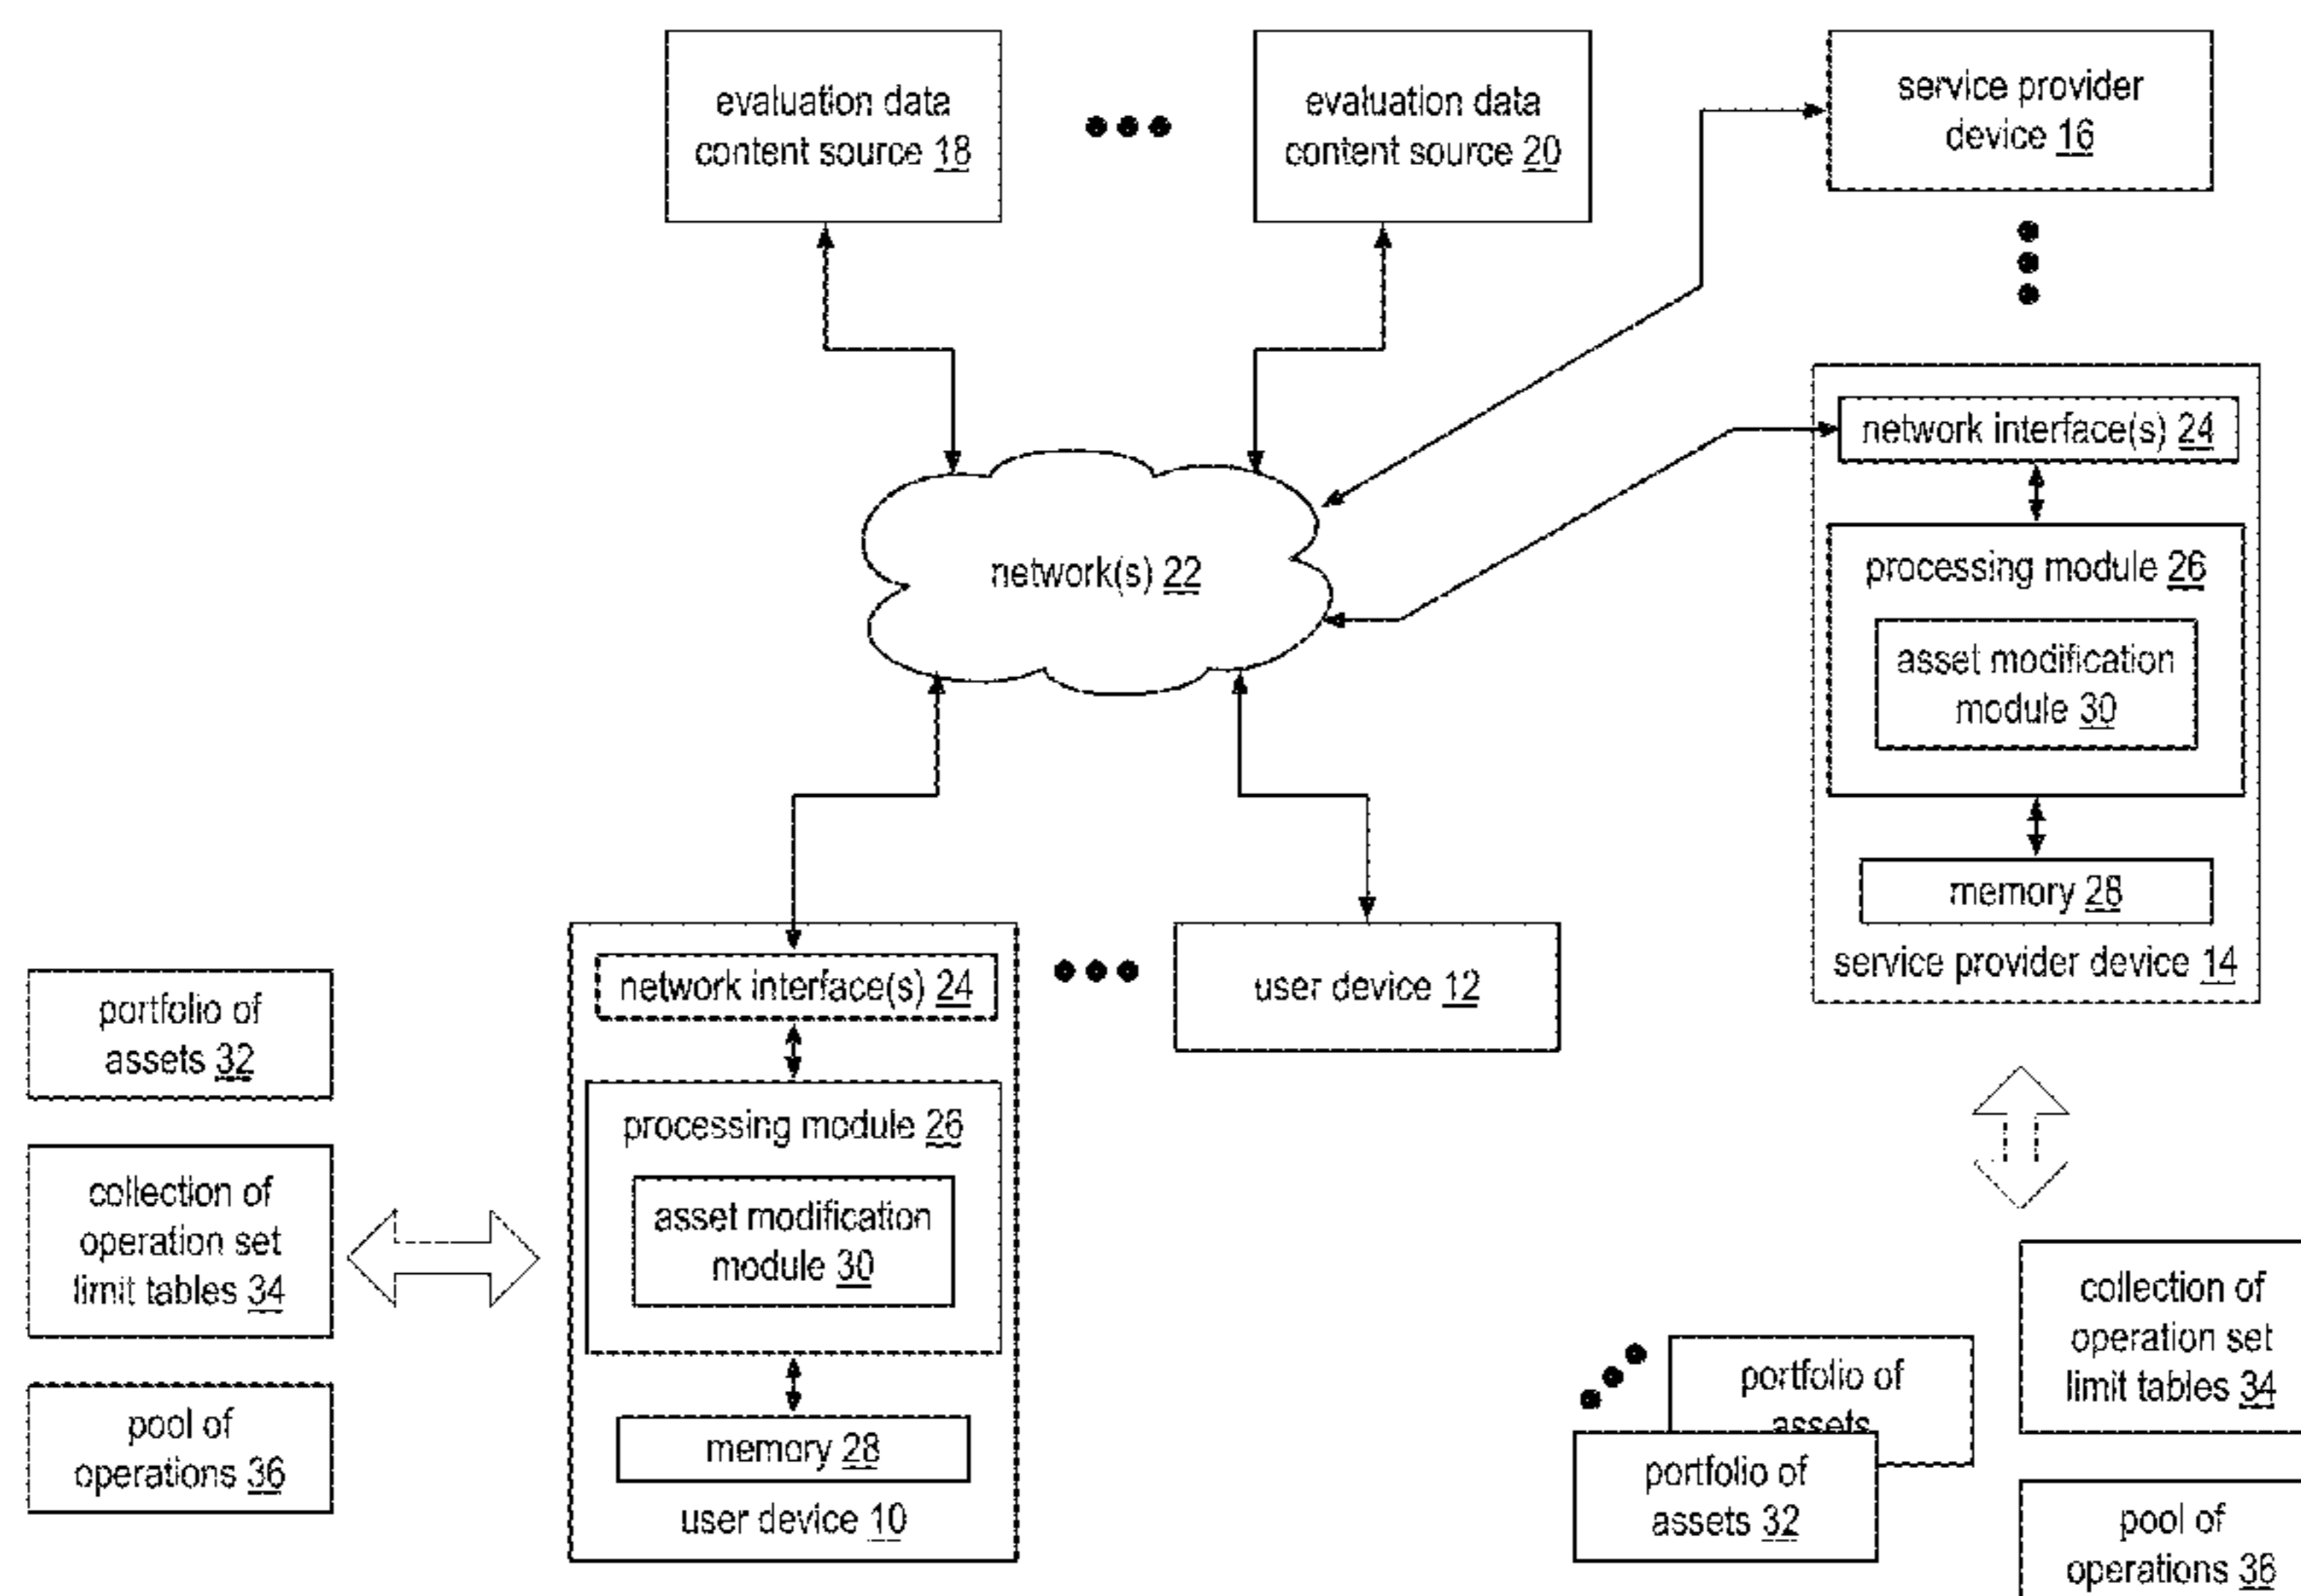 evaluation data
content source 18
evaluation data
content source 20
service provider
device 16
network(s) 22
network interface(s) 24
processing module 26
asset modification
module 30
memory 28
service provider device 14
portfolio of
assets 32
collection of
operation set
limit tables 34
pool of
operations 36
network interface(s) 24
processing module 26
asset modification
module 30
memory 28
user device 10
user device 12
portfolio of
assets
portfolio of
assets 32
collection of
operation set
limit tables 34
pool of
operations 36